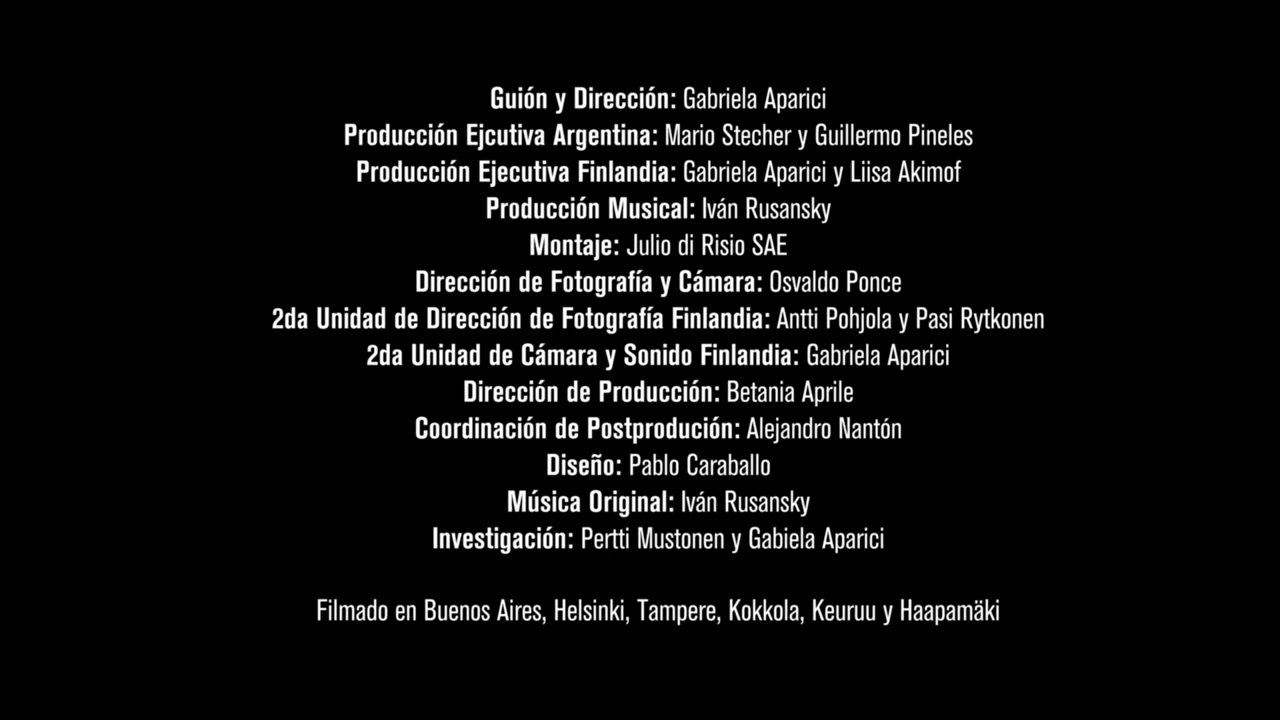 Guión y Dirección: Gabriela Aparici
Producción Ejcutiva Argentina: Mario Stecher y Guillermo Pineles
Producción Ejecutiva Finlandia: Gabriela Aparici y Liisa Akimof
Producción Musical: Iván Rusansky
Montaje: Julio di Risio SAE
Dirección de Fotografía y Cámara: Osvaldo Ponce
2da Unidad de Dirección de Fotografía Finlandia: Antti Pohjola y Pasi Rytkonen
2da Unidad de Cámara y Sonido Finlandia: Gabriela Aparici
Dirección de Producción: Betania Aprile
Coordinación de Postprodución: Alejandro Nantón
Diseño: Pablo Caraballo
Música Original: Iván Rusansky
Investigación: Pertti Mustonen y Gabiela Aparici
Filmado en Buenos Aires, Helsinki, Tampere, Kokkola, Keuruu y Haapamäki